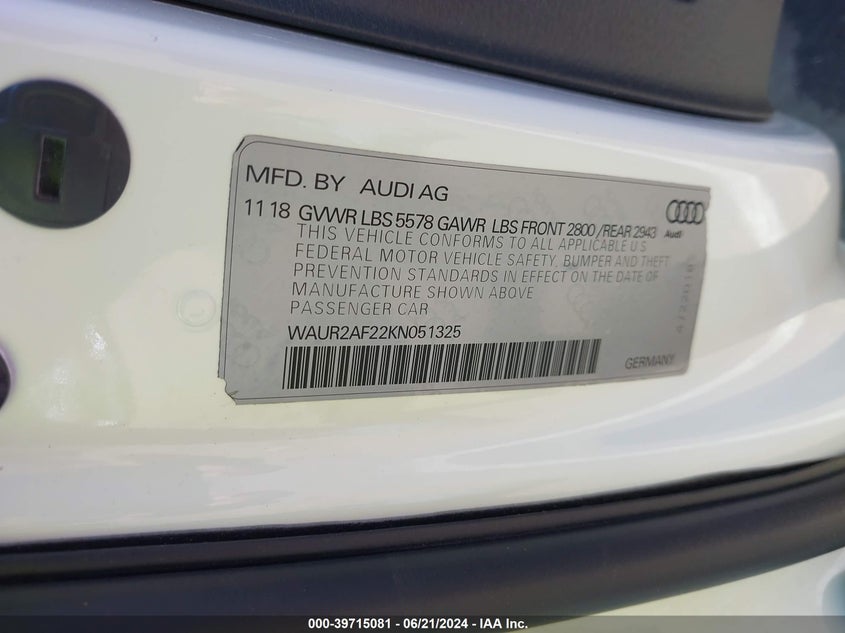 MFD. BY AUDI AG
11 18 GVWR LBS 5578 GAWR LBS FRONT 2800 /REAR 2943
Audi
THIS VEHICLE CONFORMS TO ALL APPLICABLE U.S
FEDERAL MOTOR VEHICLE SAFETY, BUMPER AND THEFT
PREVENTION STANDARDS IN EFFECT ON THE DATE OF
MANUFACTURE SHOWN ABOVE
PASSENGER CAR
WAUR2AF22KN051325
GERMANY
000-39715081 - 06/21/2024 - IAA Inc.